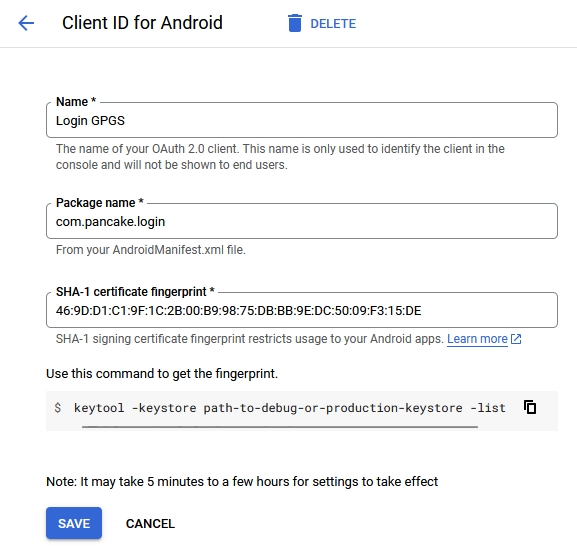 Client ID for Android
DELETE
Name *
Login GPGS
The name of your OAuth 2.0 client. This name is only used to identify the client in the
console and will not be shown to end users.
Package name *
com.pancake.login
From your AndroidManifest.xml file.
SHA-1 certificate fingerprint *
46:9D:D1:C1:9F:1C:2B:00:B9:98:75:DB:BB:9E:DC:50:09:F3:15:DE
SHA-1 signing certificate fingerprint restricts usage to your Android apps. Learn more
Use this command to get the fingerprint.
$ keytool -keystore path-to-debug-or-production-keystore -list
Note: It may take 5 minutes to a few hours for settings to take effect
SAVE
CANCEL